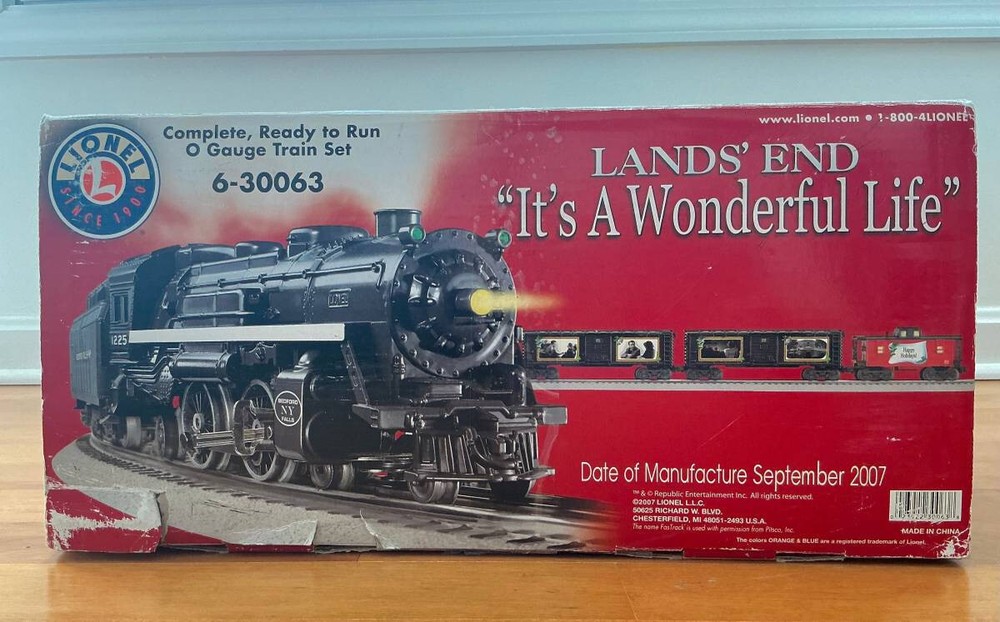 LIONEL
L
SINCE 1900
Complete, Ready to Run
O Gauge Train Set
6-30063
www.lionel.com • 1-800-4LIONEL
LANDS' END
"It's A Wonderful Life"
1225
BEDFORD
NY
FALLS
Happy
Holidays!
Date of Manufacture September 2007
™ & © Republic Entertainment Inc. All rights reserved.
©2007 LIONEL L.L.C.
50625 RICHARD W. BLVD.
CHESTERFIELD, MI 48051-2493 U.S.A.
The name FasTrack is used with permission from Pitsco, Inc.
MADE IN CHINA
The colors ORANGE & BLUE are a registered trademark of Lionel.